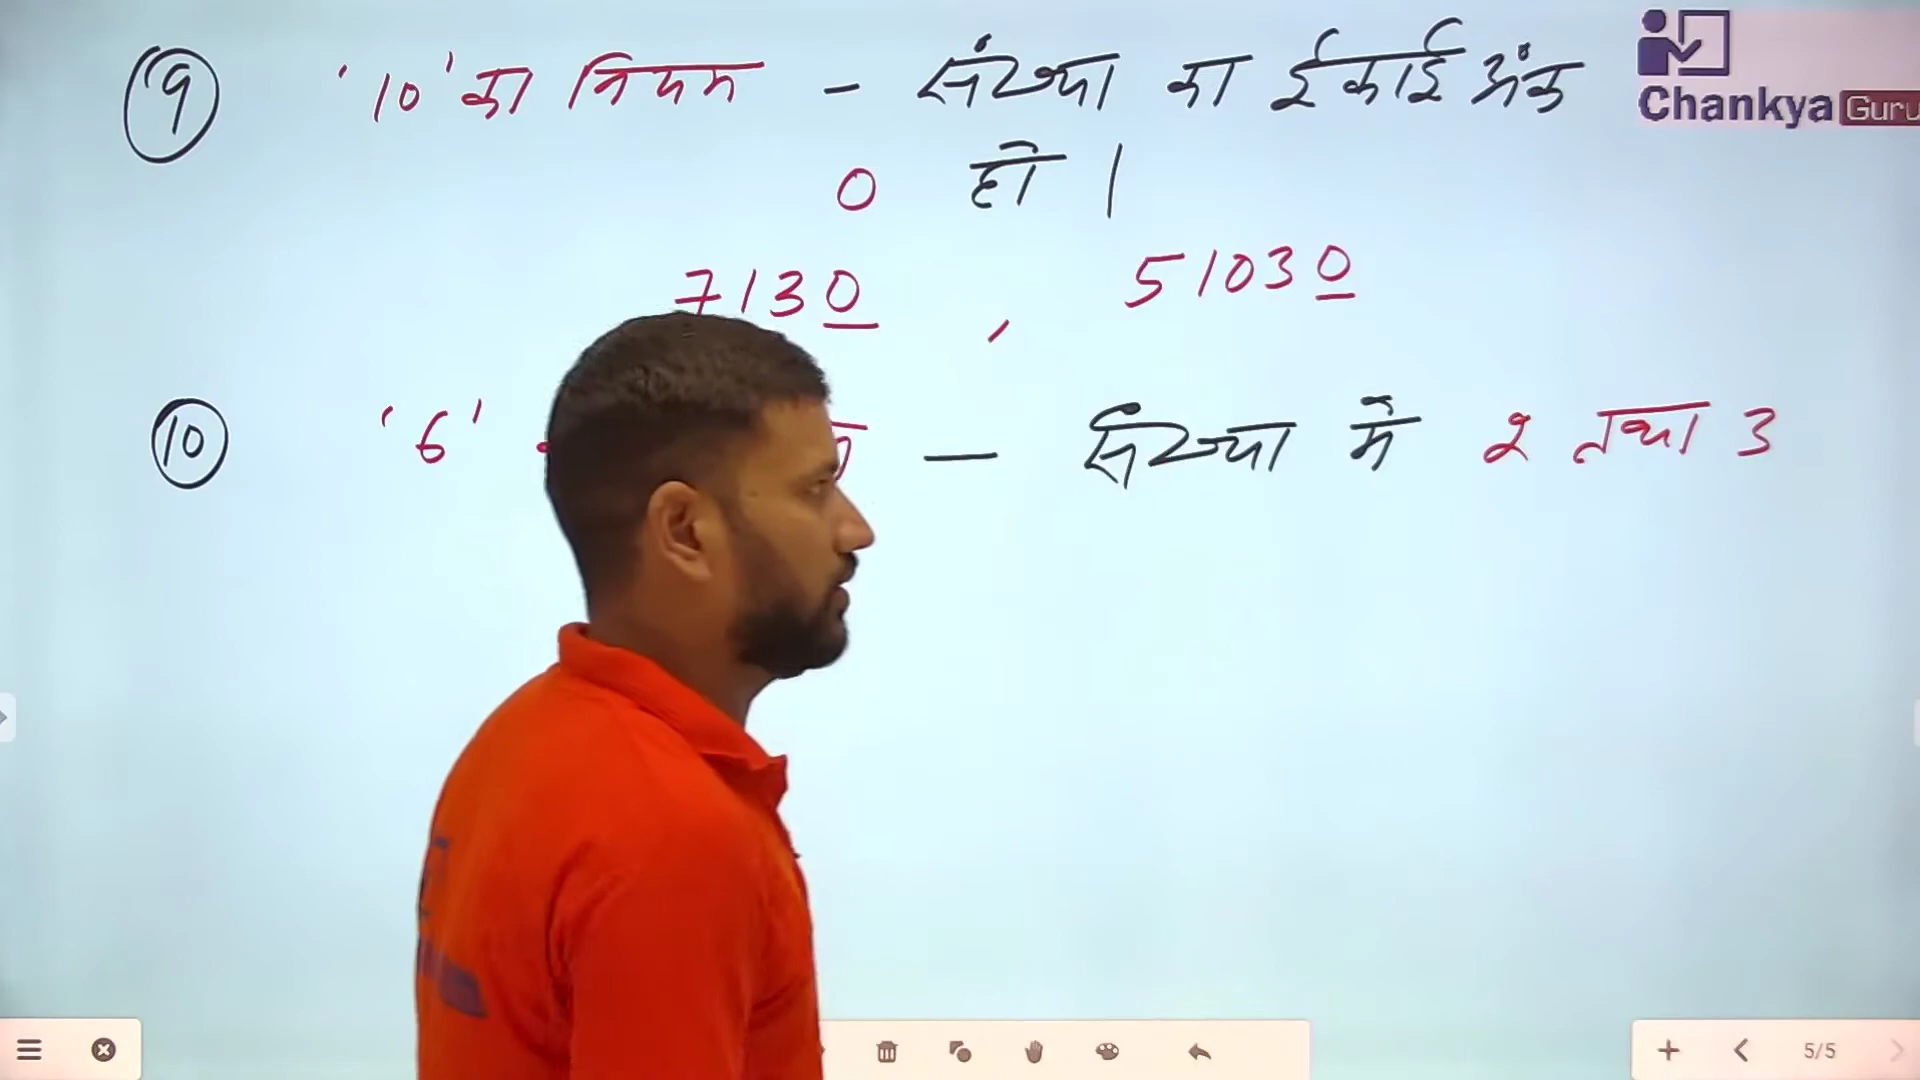 9 '10' का नियम - संख्या का ईकाई अंक
0 हो ।
7130 , 51030
10 '6' — संख्या में 2 तथा 3
Chankya Guru
5/5